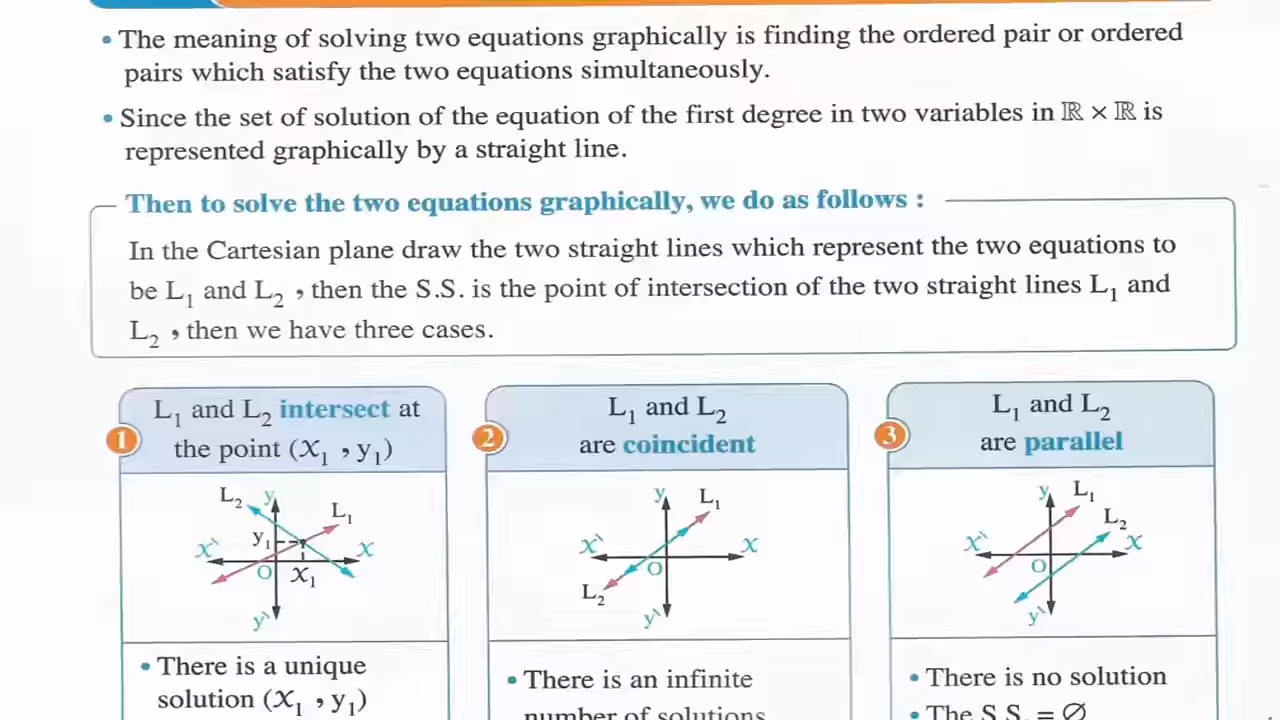 • The meaning of solving two equations graphically is finding the ordered pair or ordered
pairs which satisfy the two equations simultaneously.
• Since the set of solution of the equation of the first degree in two variables in ℝ × ℝ is
represented graphically by a straight line.
Then to solve the two equations graphically, we do as follows :
In the Cartesian plane draw the two straight lines which represent the two equations to
be L₁ and L₂ , then the S.S. is the point of intersection of the two straight lines L₁ and
L₂ , then we have three cases.
1
L₁ and L₂ intersect at
the point (X₁ , y₁)
L₂ y L₁
y₁
X` X
O X₁
y`
• There is a unique
solution (X₁ , y₁)
2
L₁ and L₂
are coincident
y L₁
X` X
O
L₂
y`
• There is an infinite
number of solutions
3
L₁ and L₂
are parallel
y L₁
L₂
X` X
O
y`
• There is no solution
• The S.S. = ∅